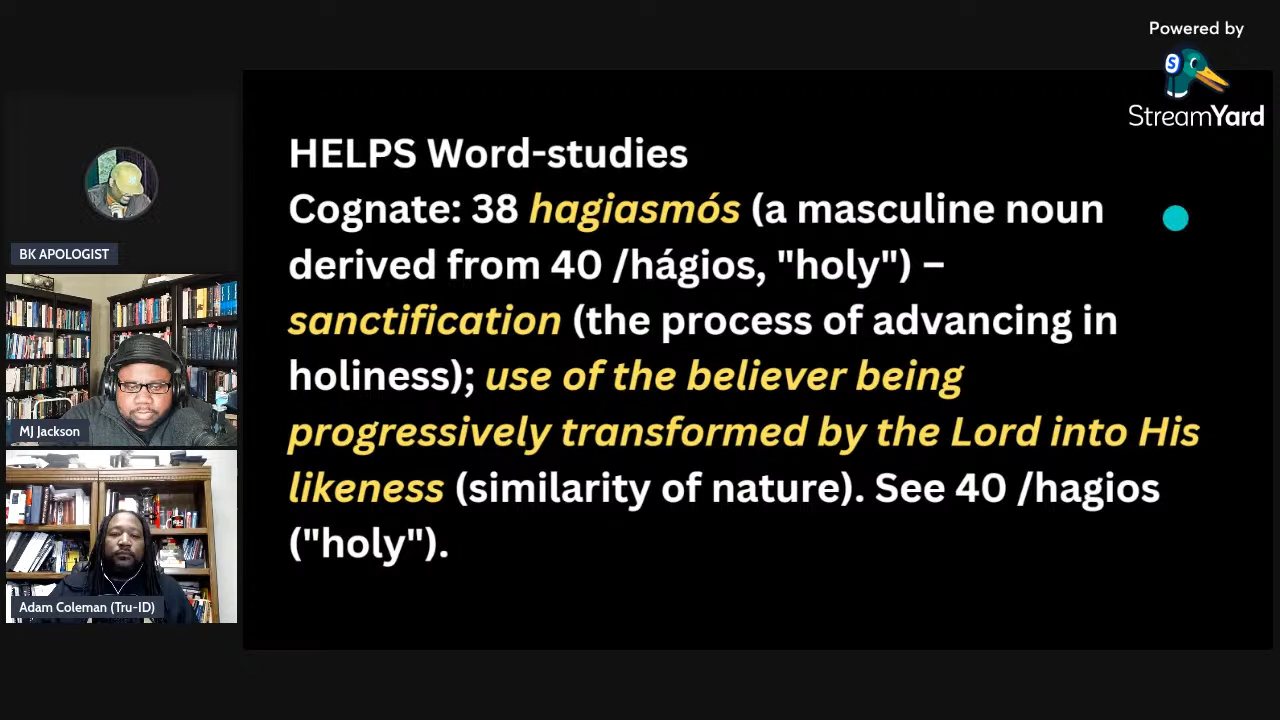 Powered by
S
StreamYard
HELPS Word-studies
Cognate: 38 hagiasmós (a masculine noun
derived from 40 /hágios, "holy") –
sanctification (the process of advancing in
holiness); use of the believer being
progressively transformed by the Lord into His
likeness (similarity of nature). See 40 /hagios
("holy").
BK APOLOGIST
MJ Jackson
Adam Coleman (Tru-ID)